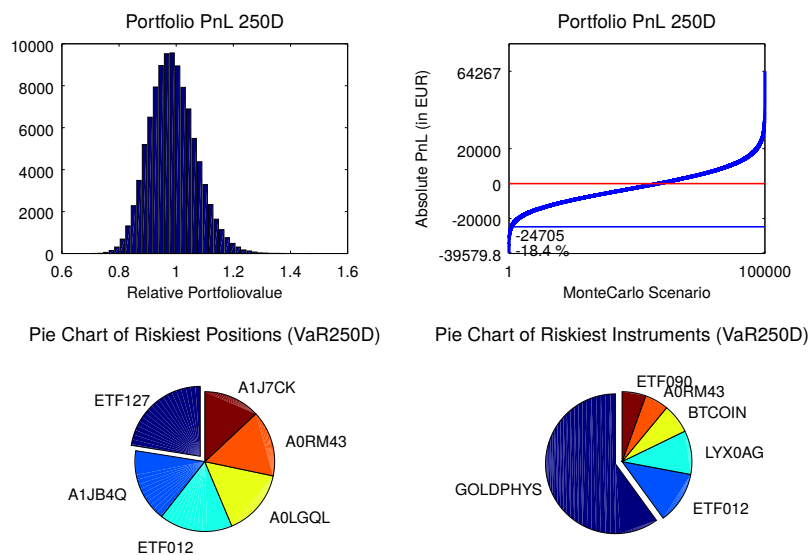 Portfolio PnL 250D
10000
8000
6000
4000
2000
0
0.6
0.8
1
1.2
1.4
1.6
Relative Portfoliovalue
Portfolio PnL 250D
Absolute PnL (in EUR)
64267
20000
0
-20000
-39579.8
-24705
-18.4 %
1
100000
MonteCarlo Scenario
Pie Chart of Riskiest Positions (VaR250D)
ETF127
A1J7CK
A0RM43
A1JB4Q
A0LGQL
ETF012
Pie Chart of Riskiest Instruments (VaR250D)
ETF090
A0RM43
BTCOIN
LYX0AG
GOLDPHYS
ETF012